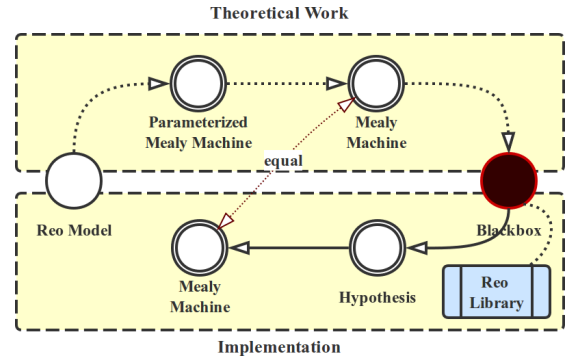 Theoretical Work
Parameterized
Mealy Machine
Mealy
Machine
equal
Reo Model
Blackbox
Mealy
Machine
Hypothesis
Reo
Library
Implementation